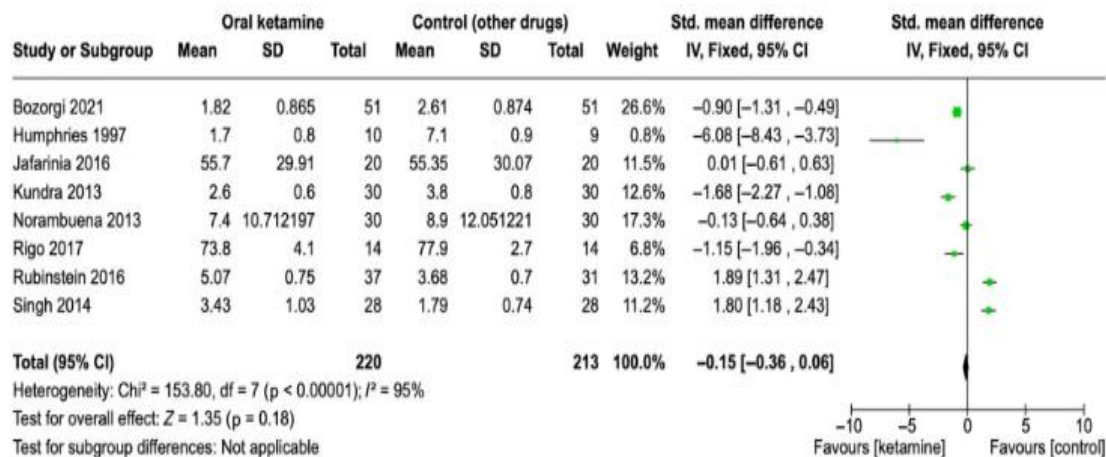 Oral ketamine Control (other drugs) Std. mean difference Std. mean difference
Study or Subgroup Mean SD Total Mean SD Total Weight IV, Fixed, 95% CI IV, Fixed, 95% CI
Bozorgi 2021 1.82 0.865 51 2.61 0.874 51 26.6% −0.90 [−1.31 , −0.49]
Humphries 1997 1.7 0.8 10 7.1 0.9 9 0.8% −6.08 [−8.43 , −3.73]
Jafarinia 2016 55.7 29.91 20 55.35 30.07 20 11.5% 0.01 [−0.61 , 0.63]
Kundra 2013 2.6 0.6 30 3.8 0.8 30 12.6% −1.68 [−2.27 , −1.08]
Norambuena 2013 7.4 10.712197 30 8.9 12.051221 30 17.3% −0.13 [−0.64 , 0.38]
Rigo 2017 73.8 4.1 14 77.9 2.7 14 6.8% −1.15 [−1.96 , −0.34]
Rubinstein 2016 5.07 0.75 37 3.68 0.7 31 13.2% 1.89 [1.31 , 2.47]
Singh 2014 3.43 1.03 28 1.79 0.74 28 11.2% 1.80 [1.18 , 2.43]
Total (95% CI) 220 213 100.0% −0.15 [−0.36 , 0.06]
Heterogeneity: Chi² = 153.80, df = 7 (p < 0.00001); I² = 95%
Test for overall effect: Z = 1.35 (p = 0.18)
Test for subgroup differences: Not applicable
−10 −5 0 5 10
Favours [ketamine] Favours [control]